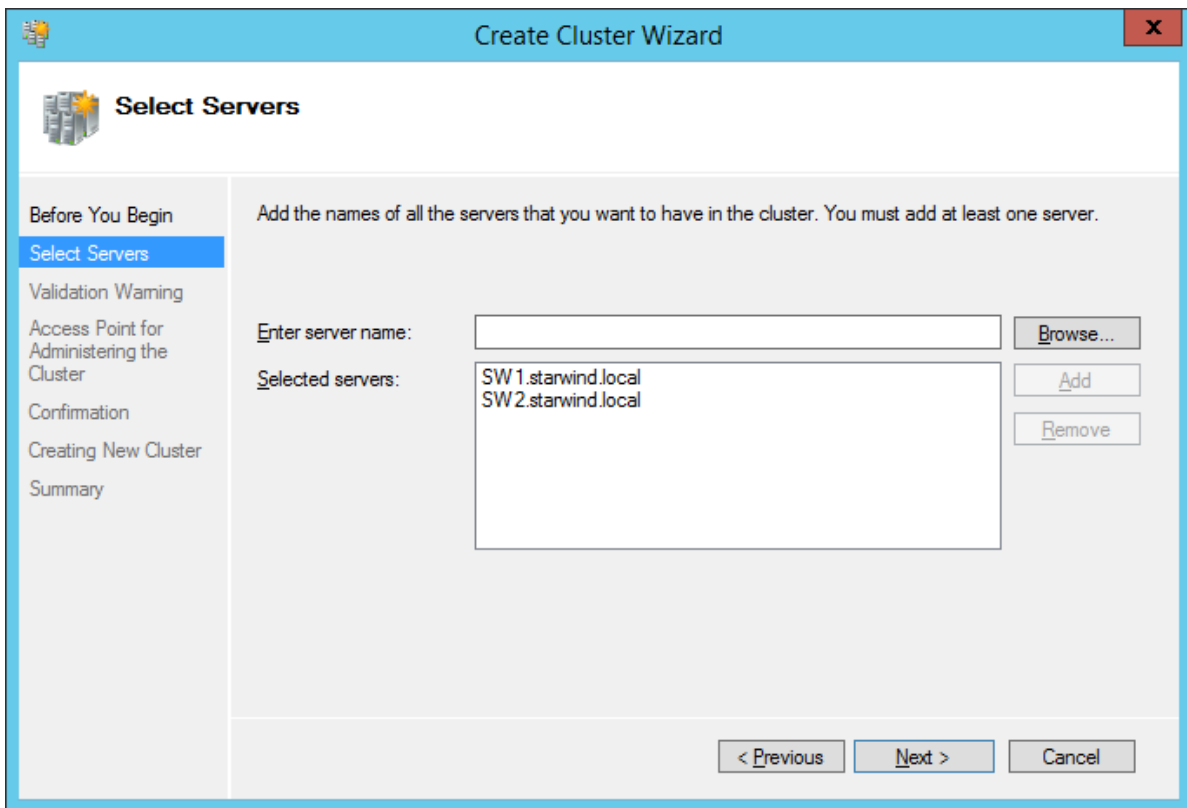 Create Cluster Wizard
x
Select Servers
Before You Begin
Select Servers
Validation Warning
Access Point for
Administering the
Cluster
Confirmation
Creating New Cluster
Summary
Add the names of all the servers that you want to have in the cluster. You must add at least one server.
Enter server name:
Browse...
Selected servers:
SW1.starwind.local
SW2.starwind.local
Add
Remove
< Previous
Next >
Cancel